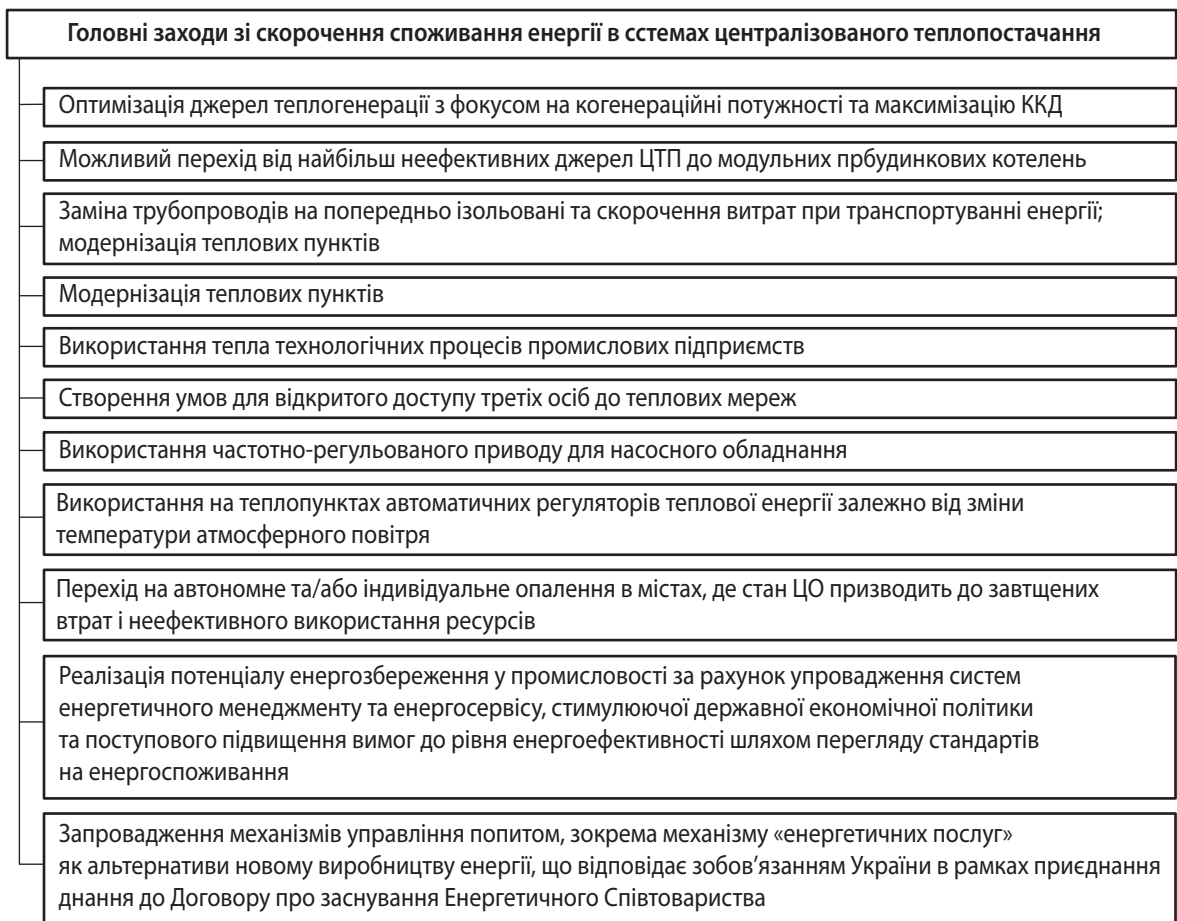 Головні заходи зі скорочення споживання енергії в сстемах централізованого теплопостачання
Оптимізація джерел теплогенерації з фокусом на когенераційні потужності та максимізацію ККД
Можливий перехід від найбільш неефективних джерел ЦТП до модульних прбудинкових котелень
Заміна трубопроводів на попередньо ізольовані та скорочення витрат при транспортуванні енергії;
модернізація теплових пунктів
Модернізація теплових пунктів
Використання тепла технологічних процесів промислових підприємств
Створення умов для відкритого доступу третіх осіб до теплових мереж
Використання частотно-регульованого приводу для насосного обладнання
Використання на теплопунктах автоматичних регуляторів теплової енергії залежно від зміни
температури атмосферного повітря
Перехід на автономне та/або індивідуальне опалення в містах, де стан ЦО призводить до завтщених
втрат і неефективного використання ресурсів
Реалізація потенціалу енергозбереження у промисловості за рахунок упровадження систем
енергетичного менеджменту та енергосервісу, стимулюючої державної економічної політики
та поступового підвищення вимог до рівня енергоефективності шляхом перегляду стандартів
на енергоспоживання
Запровадження механізмів управління попитом, зокрема механізму «енергетичних послуг»
як альтернативи новому виробництву енергії, що відповідає зобов’язанням України в рамках приєднання
днання до Договору про заснування Енергетичного Співтовариства